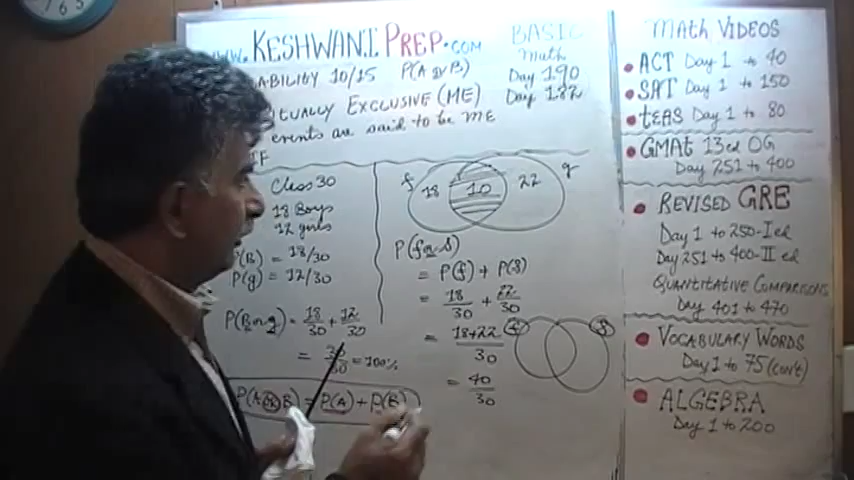 www.KESHWANIPREP.com
BASIC
Math
ABILITY 10/15 P(A or B)
Day 190
MUTUALLY EXCLUSIVE (ME)
Day 182
events are said to be ME
IF
Class 30
18 Boys
12 girls
P(B) = 18/30
P(g) = 12/30
P(B or g) = 18/30 + 12/30
= 30/30 = 100%
P(A or B) = P(A) + P(B)
f 18 10 22 g
P(f or s)
= P(f) + P(s)
= 18/30 + 22/30
= 18+22/30
= 40/30
Math VIDEOS
ACT Day 1 to 40
SAT Day 1 to 150
tEAS Day 1 to 80
GMAt 13ed OG
Day 251 to 400
REVISED GRE
Day 1 to 250-I ed
Day 251 to 400-II ed
QUANTITATIVE COMPARISONS
Day 401 to 470
VOCABULARY WORDS
Day 1 to 75 (con't)
ALGEBRA
Day 1 to 200